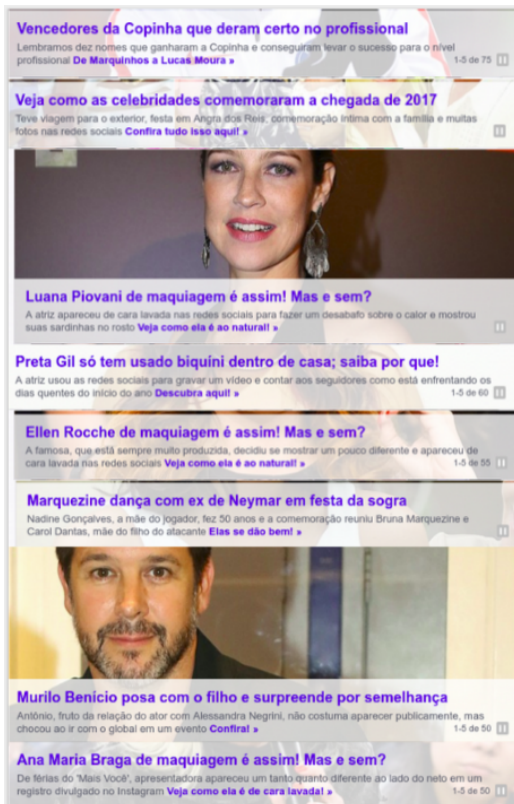 Vencedores da Copinha que deram certo no profissional
Lembramos dez nomes que ganharam a Copinha e conseguiram levar o sucesso para o nível
profissional De Marquinhos a Lucas Moura »
1-5 de 75
Veja como as celebridades comemoraram a chegada de 2017
Teve viagem para o exterior, festa em Angra dos Reis, comemoração íntima com a família e muitas
fotos nas redes sociais Confira tudo isso aqui! »
Luana Piovani de maquiagem é assim! Mas e sem?
A atriz apareceu de cara lavada nas redes sociais para fazer um desabafo sobre o calor e mostrou
suas sardinhas no rosto Veja como ela é ao natural! »
Preta Gil só tem usado biquini dentro de casa; saiba por que!
A atriz usou as redes sociais para gravar um vídeo e contar aos seguidores como está enfrentando os
dias quentes do início do ano Descubra aqui! »
1-5 de 60
Ellen Rocche de maquiagem é assim! Mas e sem?
A famosa, que está sempre muito produzida, decidiu se mostrar um pouco diferente e apareceu de
cara lavada nas redes sociais Veja como ela é ao natural! »
1-5 de 55
Marquezine dança com ex de Neymar em festa da sogra
Nadine Gonçalves, a mãe do jogador, fez 50 anos e a comemoração reuniu Bruna Marquezine e
Carol Dantas, mãe do filho do atacante Elas se dão bem! »
Murilo Benício posa com o filho e surpreende por semelhança
Antônio, fruto da relação do ator com Alessandra Negrini, não costuma aparecer publicamente, mas
chocou ao ir com o global em um evento Confira! »
1-5 de 50
Ana Maria Braga de maquiagem é assim! Mas e sem?
De férias do 'Mais Você', apresentadora apareceu um tanto quanto diferente ao lado do neto em um
registro divulgado no Instagram Veja como ela é de cara lavada! »
1-5 de 50